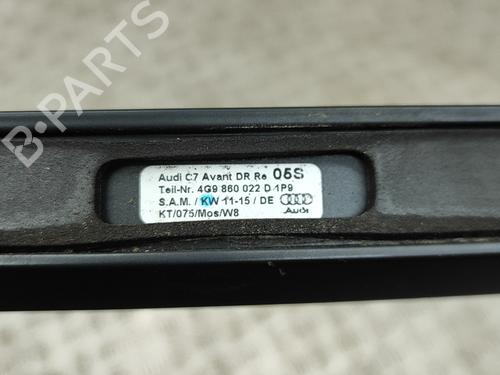 Audi C7 Avant DR Re 05S
Teil-Nr. 4G9 860 022 D 1P9
S.A.M. / KW 11-15 / DE
Audi
KT/075/Mos/W8
B-PARTS